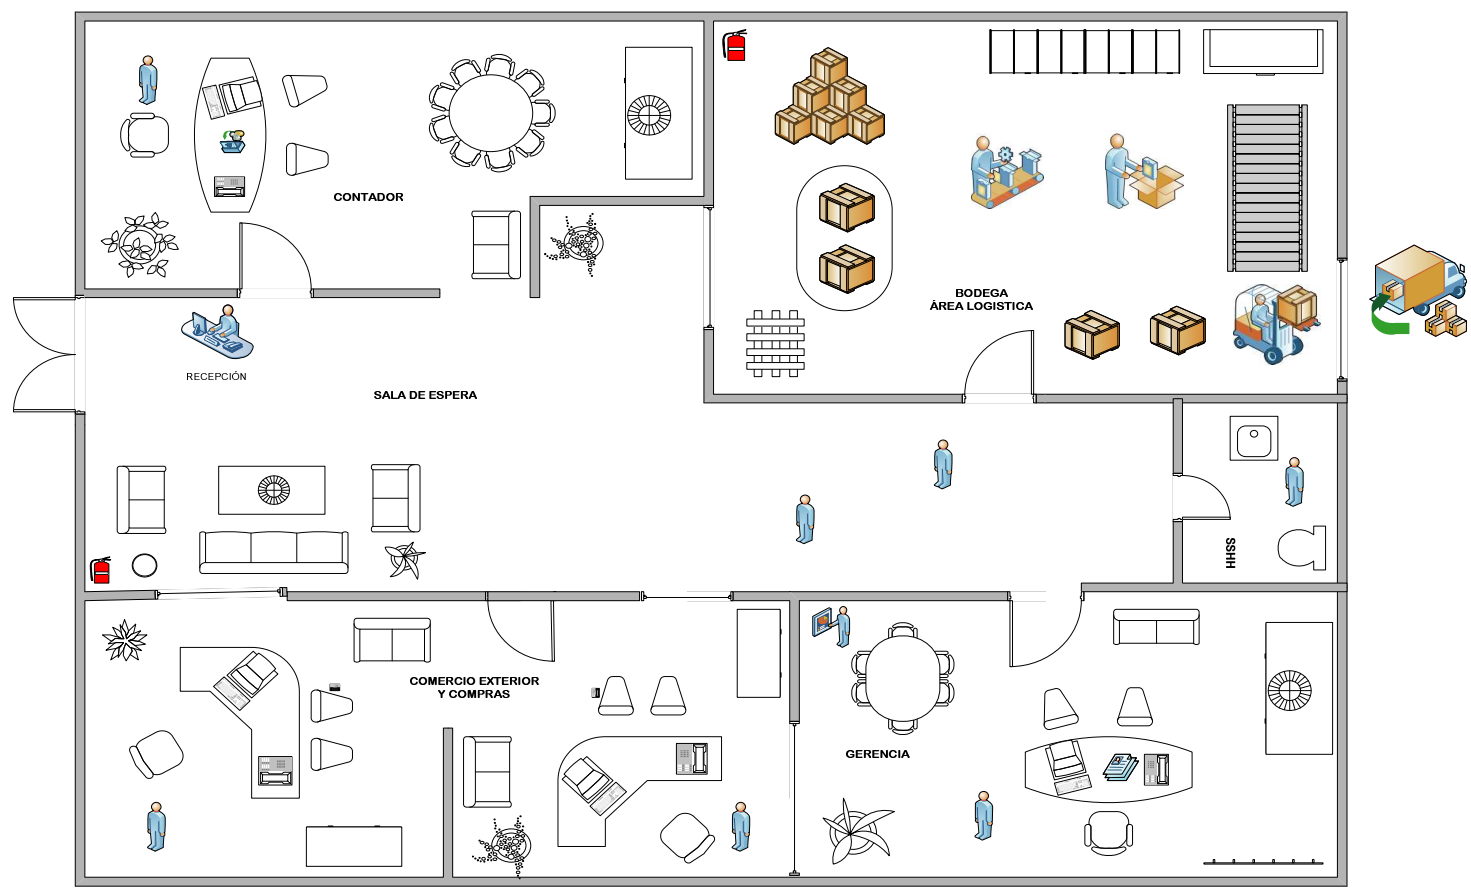 CONTADOR
BODEGA
ÁREA LOGISTICA
RECEPCIÓN
SALA DE ESPERA
SSHH
COMERCIO EXTERIOR
Y COMPRAS
GERENCIA